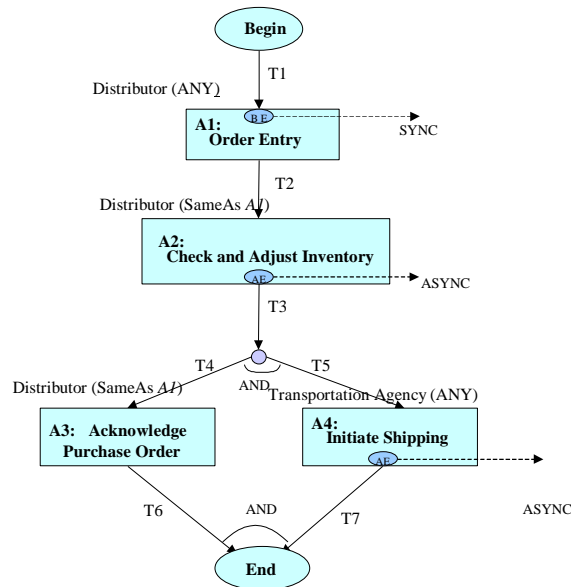 Begin
T1
Distributor (ANY)
B E
A1:
Order Entry
SYNC
T2
Distributor (SameAs A1)
A2:
Check and Adjust Inventory
AE
ASYNC
T3
T4
T5
AND
Distributor (SameAs A1)
Transportation Agency (ANY)
A3: Acknowledge
Purchase Order
A4:
Initiate Shipping
AE
T6
AND
T7
ASYNC
End